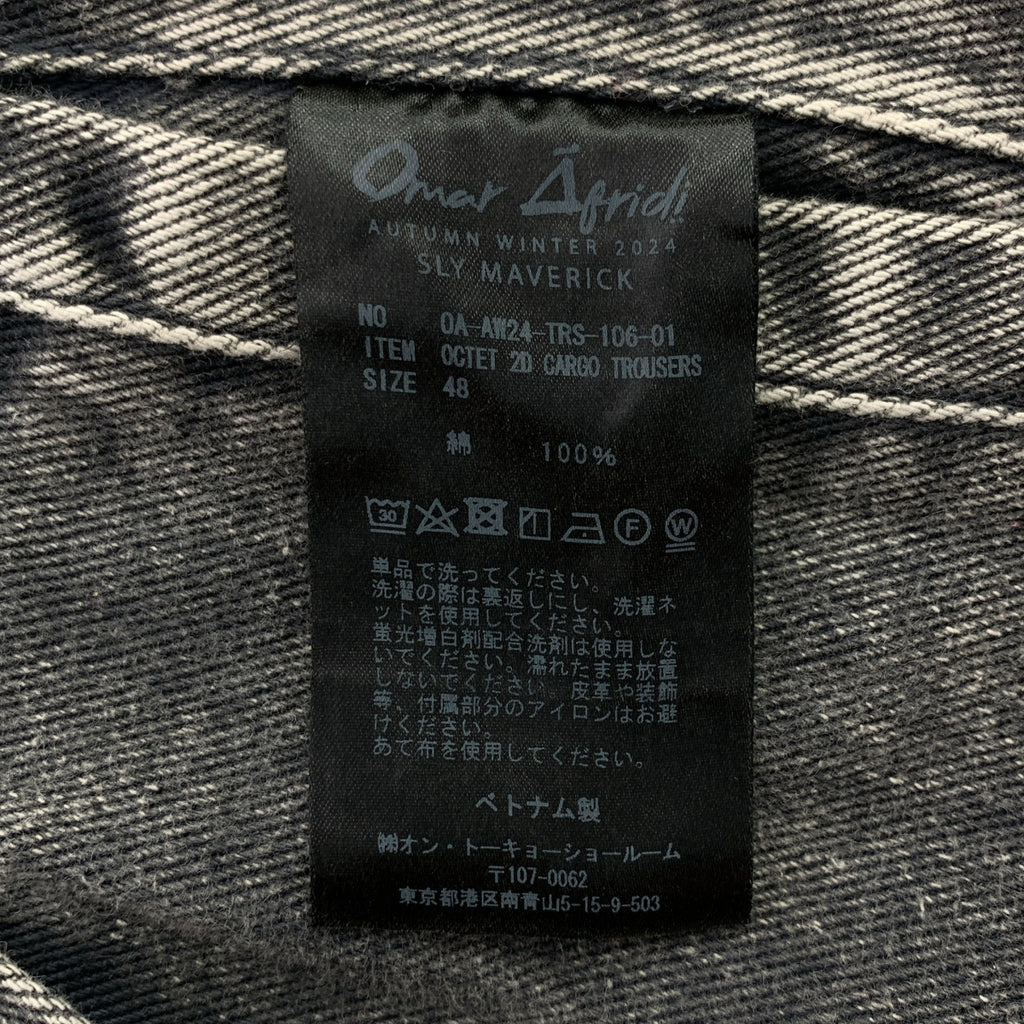 Omar Afridi
AUTUMN WINTER 2024
SLY MAVERICK
NO OA-AW24-TRS-106-01
ITEM OCTET 2D CARGO TROUSERS
SIZE 48
綿 100%
30 F W
単品で洗ってください。
洗濯の際は裏返しにし、洗濯ネ
ットを使用してください。
蛍光増白剤配合洗剤は使用しな
いでください。濡れたまま放置
しないでください。皮革や装飾
等、付属部分のアイロンはお避
けください。
あて布を使用してください。
ベトナム製
㈱オン・トーキョーショールーム
〒107-0062
東京都港区南青山5-15-9-503